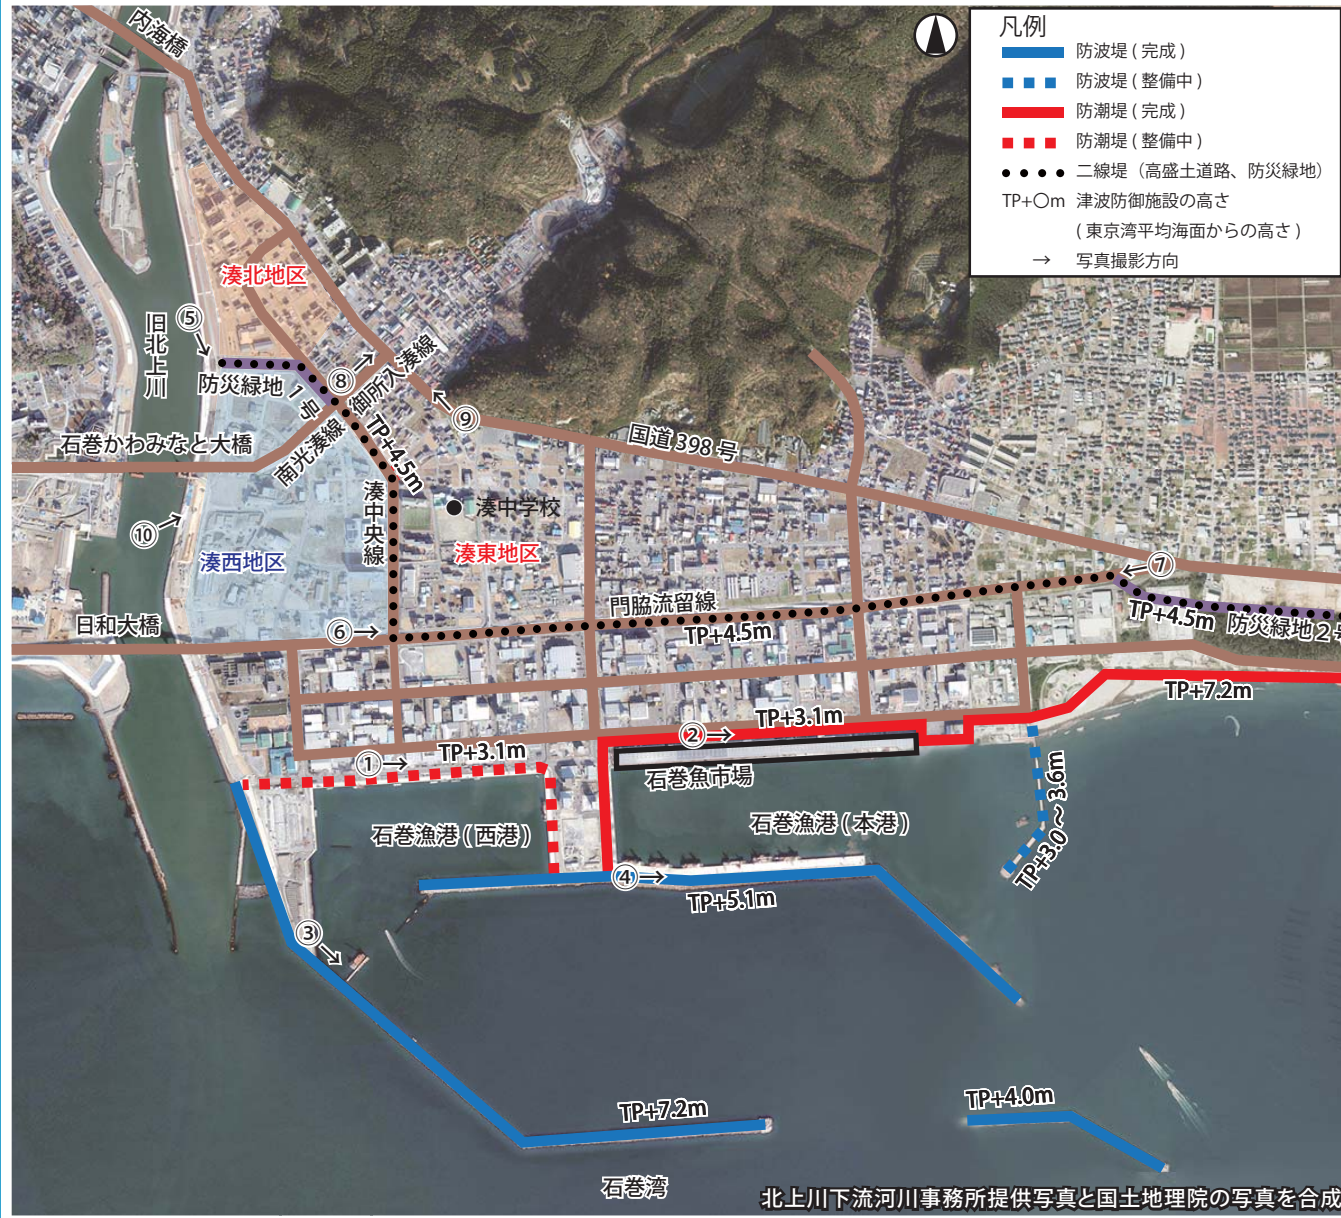 内海橋
凡例
防波堤 ( 完成 )
防波堤 ( 整備中 )
防潮堤 ( 完成 )
防潮堤 ( 整備中 )
二線堤（高盛土道路、防災緑地）
TP+〇m 津波防御施設の高さ
( 東京湾平均海面からの高さ )
→ 写真撮影方向
湊北地区
旧北上川
⑤
防災緑地 1 号
⑧
御所入湊線
⑨
国道 398 号
石巻かわみなと大橋
南光湊線
TP+4.5m
湊中央線
湊中学校
⑩
湊西地区
湊東地区
⑦
日和大橋
⑥
門脇流留線
TP+4.5m
TP+4.5m
防災緑地 2号
TP+7.2m
②
TP+3.1m
①
TP+3.1m
石巻魚市場
TP+3.0～3.6m
石巻漁港 ( 西港 )
石巻漁港 ( 本港 )
④
TP+5.1m
③
TP+7.2m
TP+4.0m
石巻湾
北上川下流河川事務所提供写真と国土地理院の写真を合成